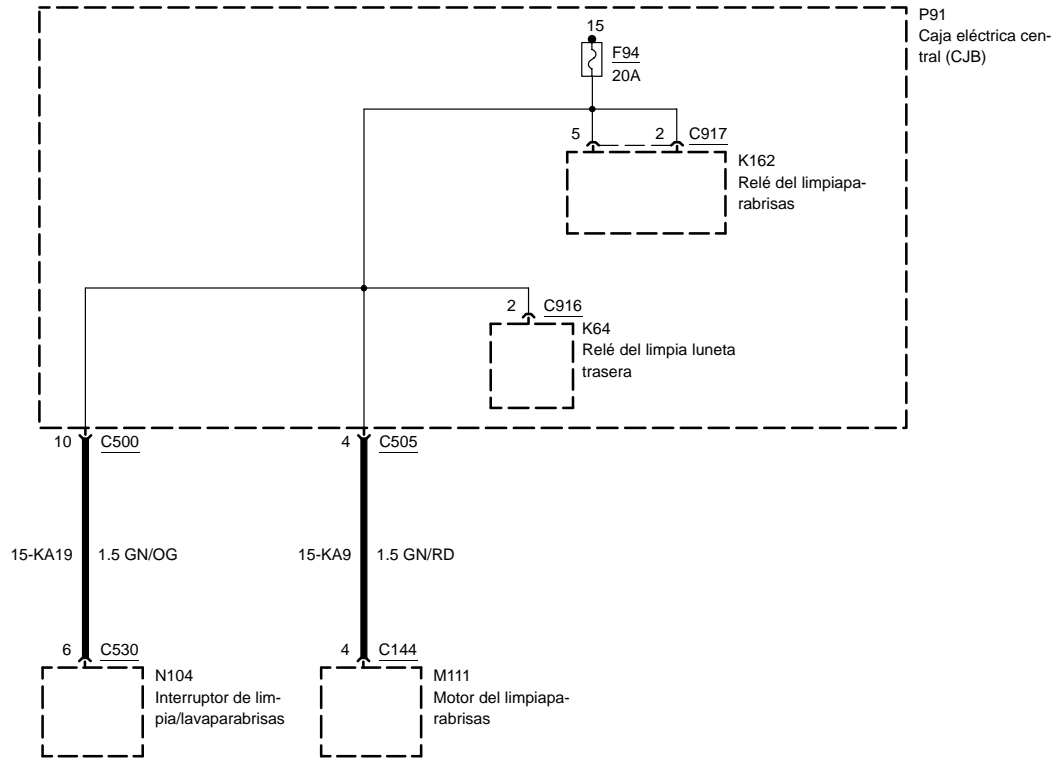 P91
Caja eléctrica cen-
tral (CJB)
15
F94
20A
5
2
C917
K162
Relé del limpiapa-
rabrisas
2
C916
K64
Relé del limpia luneta
trasera
10
C500
4
C505
15-KA19
1.5 GN/OG
15-KA9
1.5 GN/RD
6
C530
4
C144
N104
Interruptor de lim-
pia/lavaparabrisas
M111
Motor del limpiapa-
rabrisas